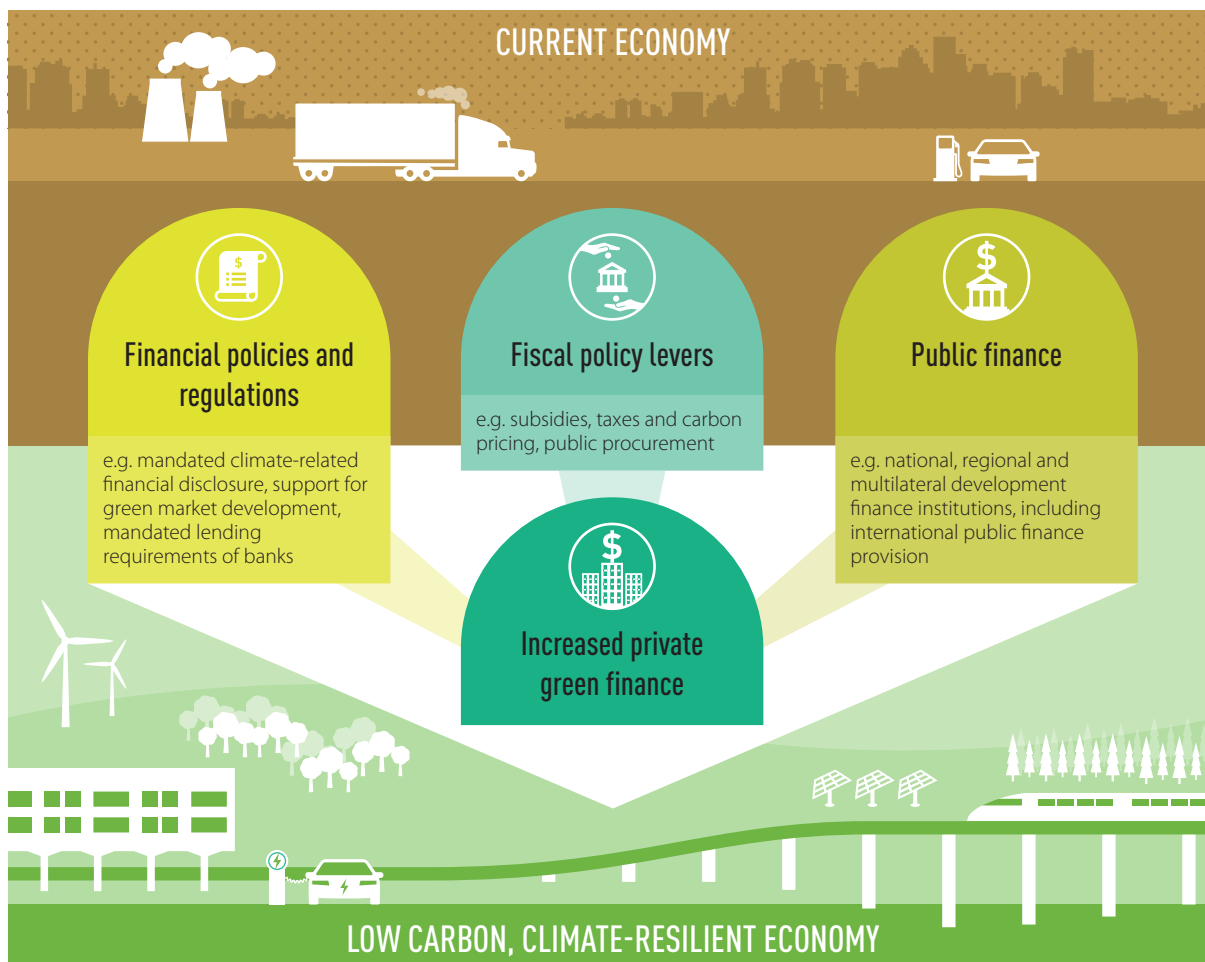 CURRENT ECONOMY
$
Financial policies and
regulations
e.g. mandated climate-related
financial disclosure, support for
green market development,
mandated lending
requirements of banks
Fiscal policy levers
e.g. subsidies, taxes and carbon
pricing, public procurement
$
Public finance
e.g. national, regional and
multilateral development
finance institutions, including
international public finance
provision
$
Increased private
green finance
LOW CARBON, CLIMATE-RESILIENT ECONOMY